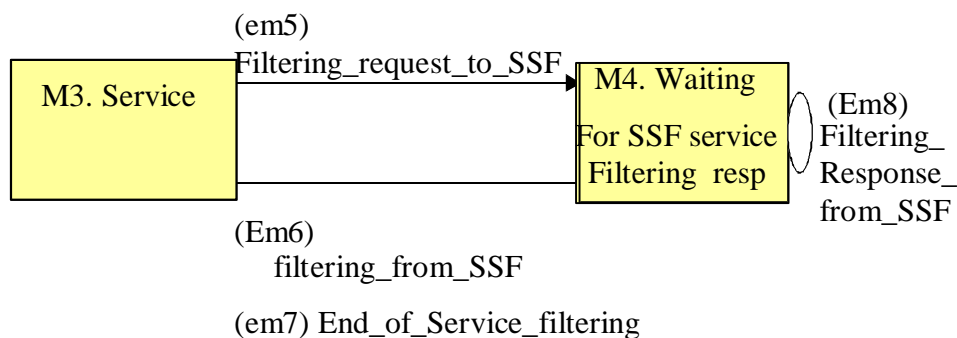 (em5)
Filtering_request_to_SSF
M3. Service
M4. Waiting
For SSF service
Filtering resp
(Em8)
Filtering_
Response_
from_SSF
(Em6)
filtering_from_SSF
(em7) End_of_Service_filtering